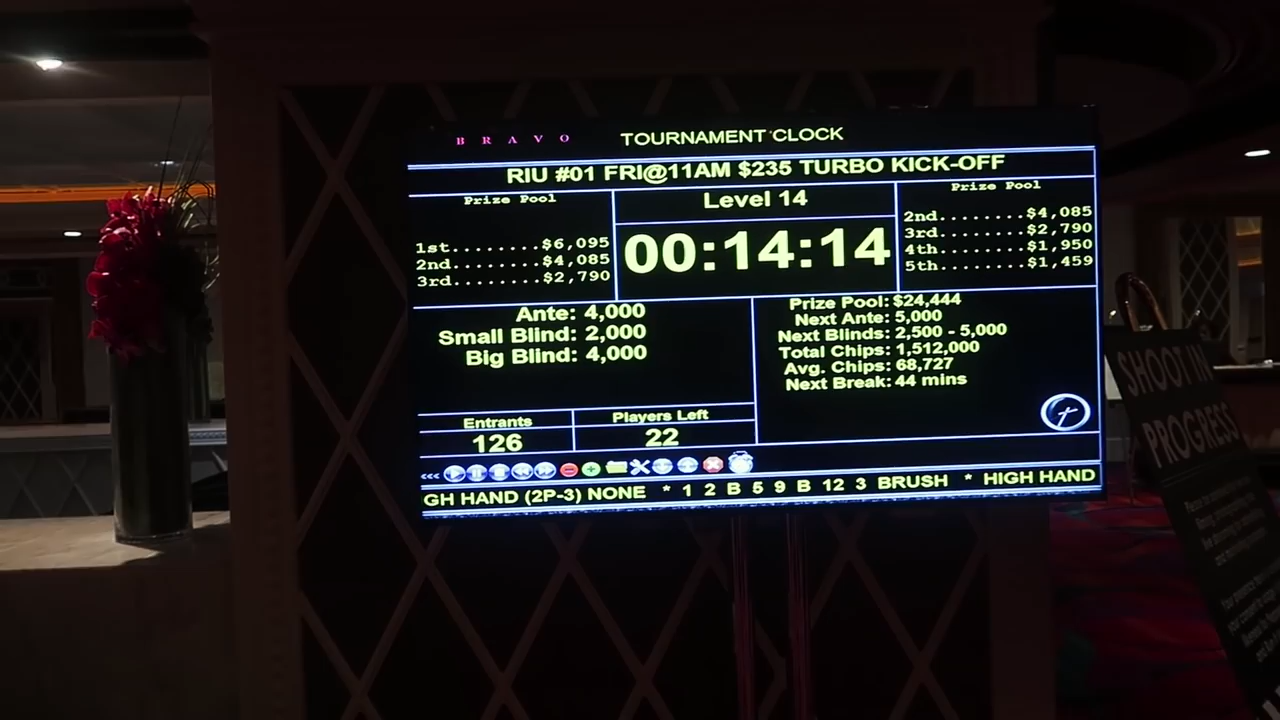 BRAVO TOURNAMENT CLOCK
RIU #01 FRI@11AM $235 TURBO KICK-OFF
Prize Pool
1st........$6,095
2nd........$4,085
3rd........$2,790
Level 14
00:14:14
Prize Pool
2nd........$4,085
3rd........$2,790
4th........$1,950
5th........$1,459
Ante: 4,000
Small Blind: 2,000
Big Blind: 4,000
Prize Pool: $24,444
Next Ante: 5,000
Next Blinds: 2,500 - 5,000
Total Chips: 1,512,000
Avg. Chips: 68,727
Next Break: 44 mins
Entrants
126
Players Left
22
<<<
GH HAND (2P-3) NONE * 1 2 B 5 9 B 12 3 BRUSH * HIGH HAND
SHOOT IN
PROGRESS